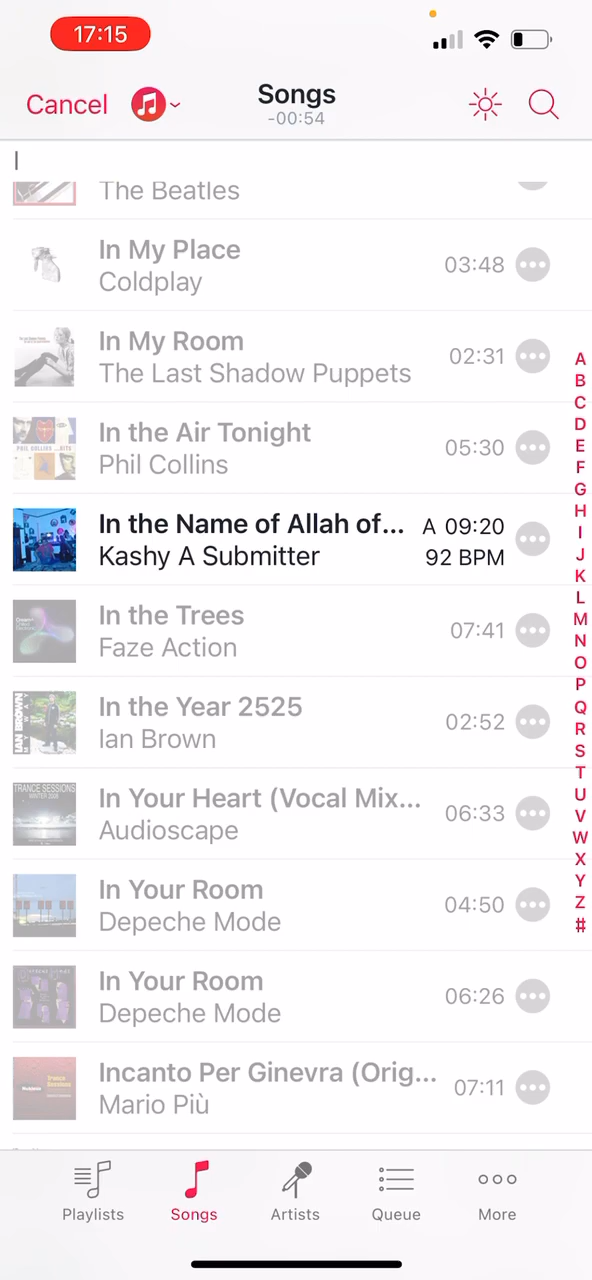 17:15
Cancel
Songs
-00:54
The Beatles
In My Place
Coldplay
03:48
In My Room
The Last Shadow Puppets
02:31
In the Air Tonight
Phil Collins
05:30
In the Name of Allah of...
A 09:20
Kashy A Submitter
92 BPM
In the Trees
Faze Action
07:41
In the Year 2525
Ian Brown
02:52
In Your Heart (Vocal Mix...
Audioscape
06:33
In Your Room
Depeche Mode
04:50
In Your Room
Depeche Mode
06:26
Incanto Per Ginevra (Orig...
Mario Più
07:11
A
B
C
D
E
F
G
H
I
J
K
L
M
N
O
P
Q
R
S
T
U
V
W
X
Y
Z
#
Playlists
Songs
Artists
Queue
More